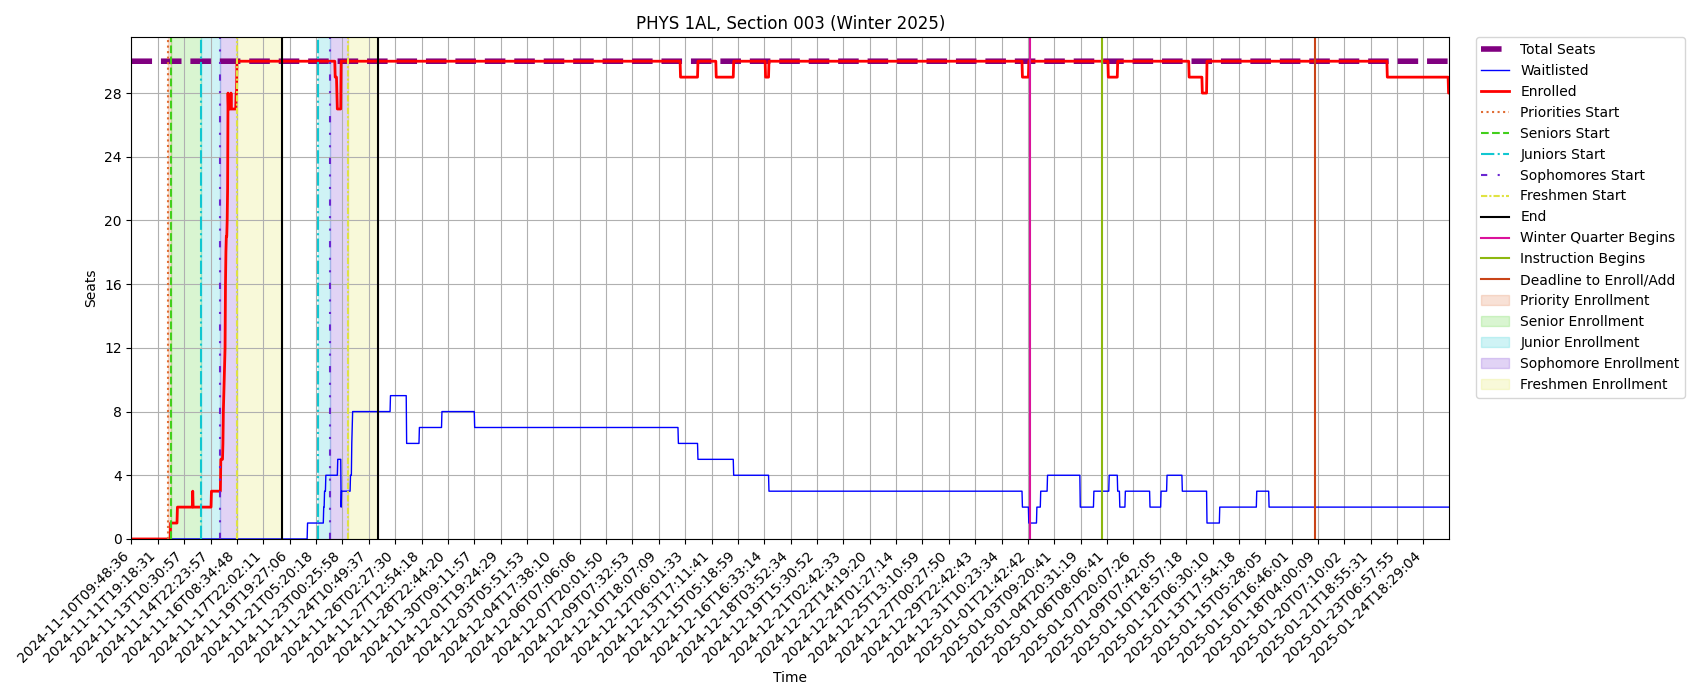 PHYS 1AL, Section 003 (Winter 2025)
Seats
28
24
20
16
12
8
4
0
2024-11-10T09:48:36
2024-11-11T19:18:31
2024-11-13T10:30:57
2024-11-14T22:23:57
2024-11-16T08:34:48
2024-11-17T22:02:11
2024-11-19T19:27:06
2024-11-21T05:20:18
2024-11-23T00:25:58
2024-11-24T10:49:37
2024-11-26T02:27:30
2024-11-27T12:54:18
2024-11-28T22:44:20
2024-11-30T09:11:57
2024-12-01T19:24:29
2024-12-03T05:51:53
2024-12-04T17:38:10
2024-12-06T07:06:06
2024-12-07T20:01:50
2024-12-09T07:32:53
2024-12-10T18:07:09
2024-12-12T06:01:33
2024-12-13T17:11:41
2024-12-15T05:18:59
2024-12-16T16:33:14
2024-12-18T03:52:34
2024-12-19T15:30:52
2024-12-21T02:42:33
2024-12-22T14:19:20
2024-12-24T01:27:14
2024-12-25T13:10:59
2024-12-27T00:27:50
2024-12-29T22:42:43
2024-12-31T10:23:34
2025-01-01T21:42:42
2025-01-03T09:20:41
2025-01-04T20:31:19
2025-01-06T08:06:41
2025-01-07T20:07:26
2025-01-09T07:42:05
2025-01-10T18:57:18
2025-01-12T06:30:10
2025-01-13T17:54:18
2025-01-15T05:28:05
2025-01-16T16:46:01
2025-01-18T04:00:09
2025-01-20T07:10:02
2025-01-21T18:55:31
2025-01-23T06:57:55
2025-01-24T18:29:04
Time
Total Seats
Waitlisted
Enrolled
Priorities Start
Seniors Start
Juniors Start
Sophomores Start
Freshmen Start
End
Winter Quarter Begins
Instruction Begins
Deadline to Enroll/Add
Priority Enrollment
Senior Enrollment
Junior Enrollment
Sophomore Enrollment
Freshmen Enrollment